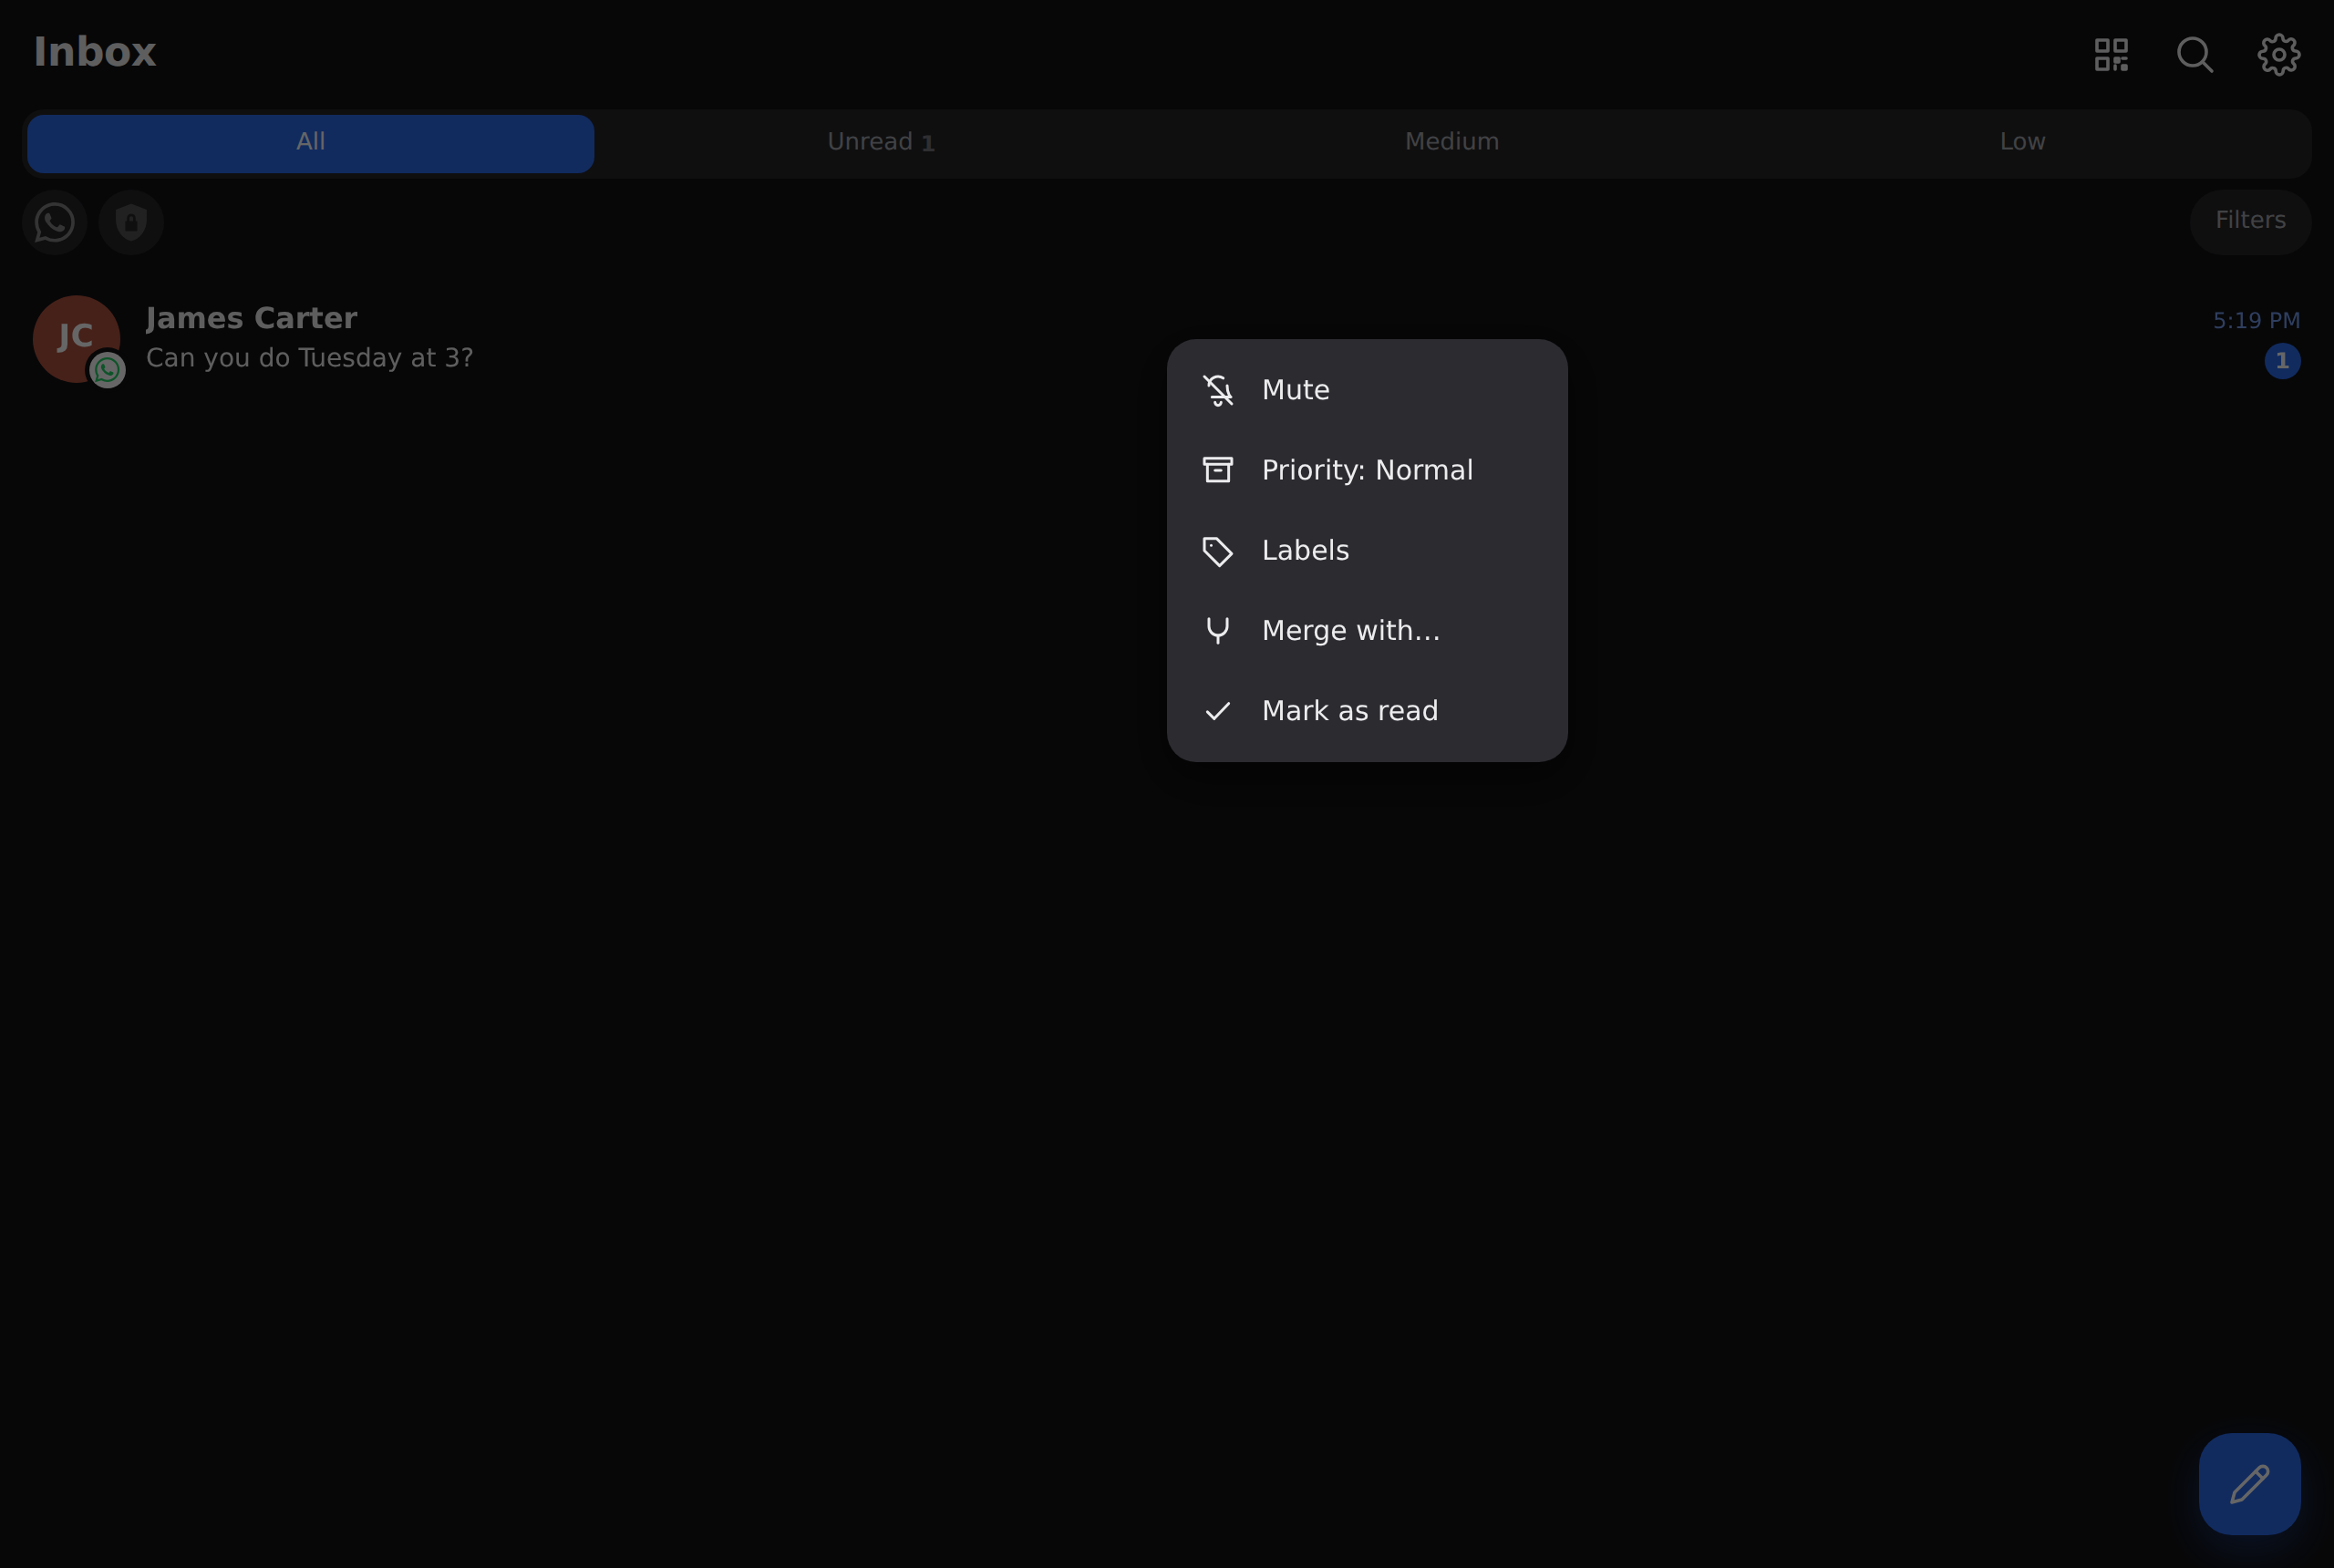 Inbox
All
Unread 1
Medium
Low
Filters
JC
James Carter
5:19 PM
Can you do Tuesday at 3?
1
Mute
Priority: Normal
Labels
Merge with…
Mark as read